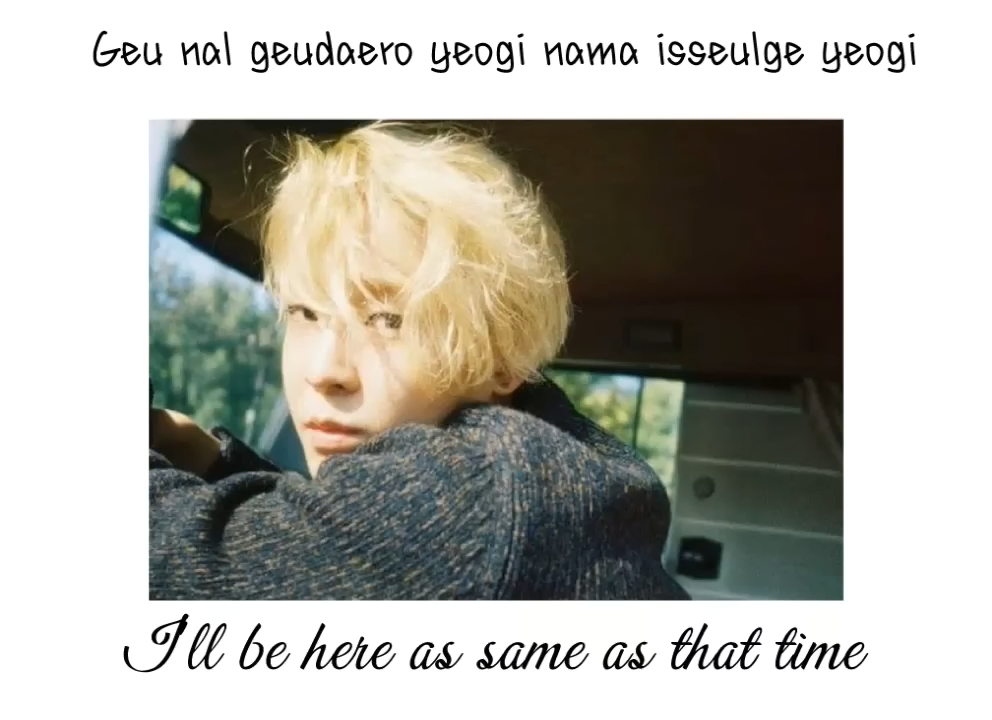 Geu nal geudaero yeogi nama isseulge yeogi
I'll be here as same as that time